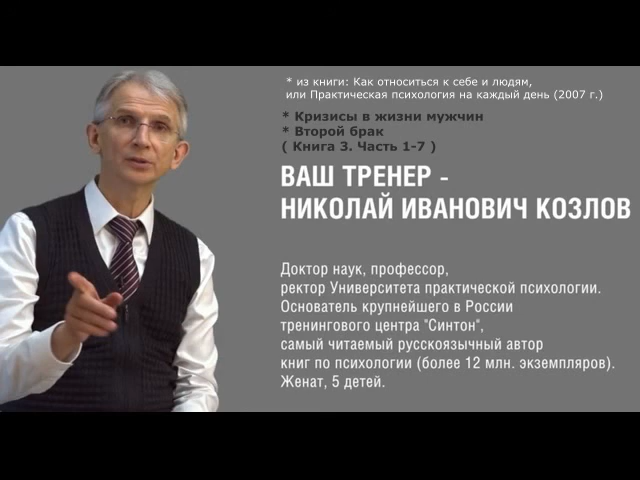 * из книги: Как относиться к себе и людям,
или Практическая психология на каждый день (2007 г.)
* Кризисы в жизни мужчин
* Второй брак
( Книга 3. Часть 1-7 )
ВАШ ТРЕНЕР -
НИКОЛАЙ ИВАНОВИЧ КОЗЛОВ
Доктор наук, профессор,
ректор Университета практической психологии.
Основатель крупнейшего в России
тренингового центра "Синтон",
самый читаемый русскоязычный автор
книг по психологии (более 12 млн. экземпляров).
Женат, 5 детей.